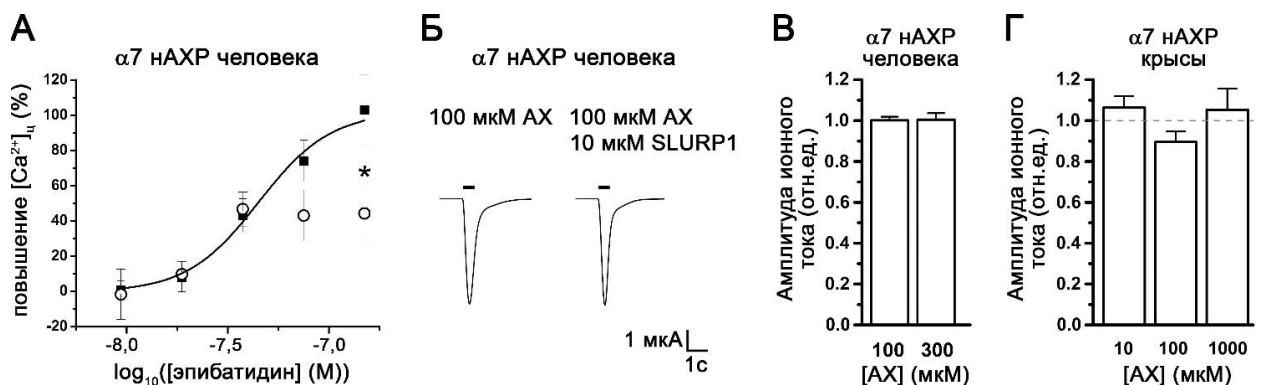 А
α7 нАХР человека
повышение [Ca²⁺]ц (%)
120
100
80
60
40
20
0
-20
*
-8,0
-7,5
-7,0
log₁₀([эпибатидин] (M))
Б
α7 нАХР человека
100 мкМ АХ
100 мкМ АХ
10 мкМ SLURP1
1 мкА
1с
В
α7 нАХР
человека
Амплитуда ионного
тока (отн.ед.)
1.2
1.0
0.8
0.6
0.4
0.2
0.0
100 300
[АХ] (мкМ)
Г
α7 нАХР
крысы
Амплитуда ионного
тока (отн.ед.)
1.2
1.0
0.8
0.6
0.4
0.2
0.0
10 100 1000
[АХ] (мкМ)